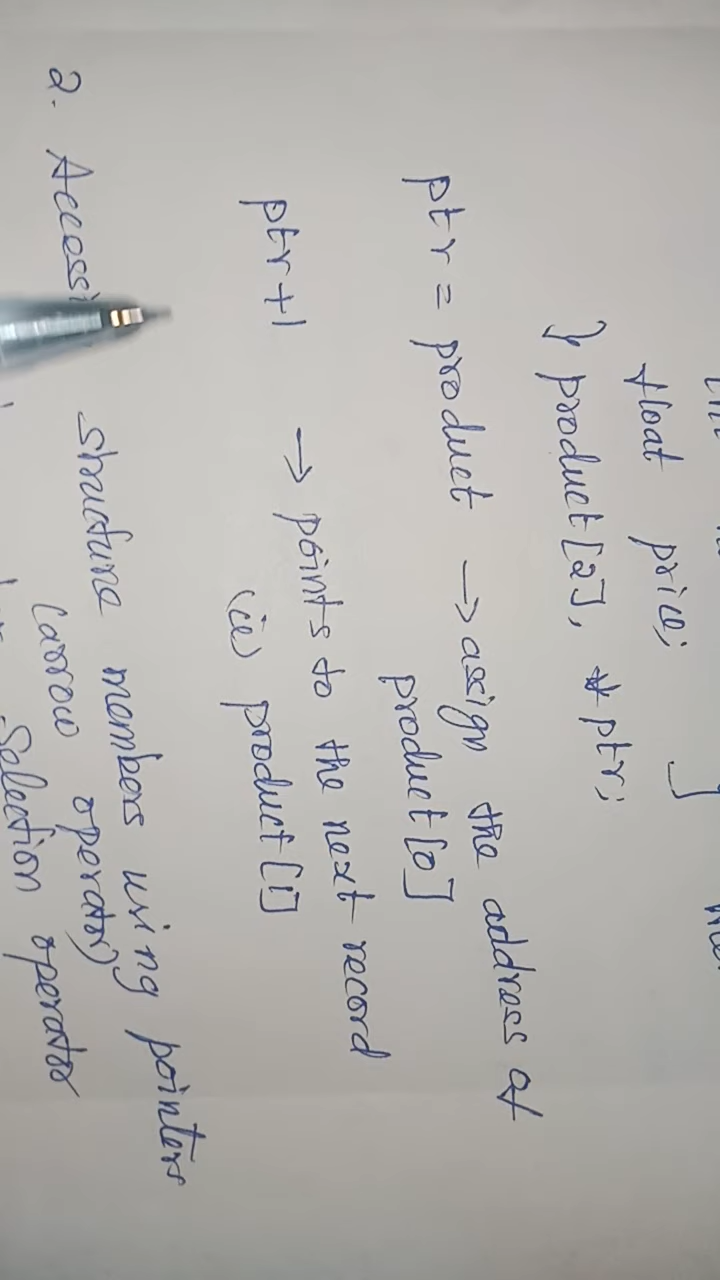 float price; }
} product[2], *ptr;
ptr = product → assign the address of
product[0]
ptr+1 → points to the next record
(ie) product[1]
2. Accessi structure members using pointers
(arrow operator)
Selection operator